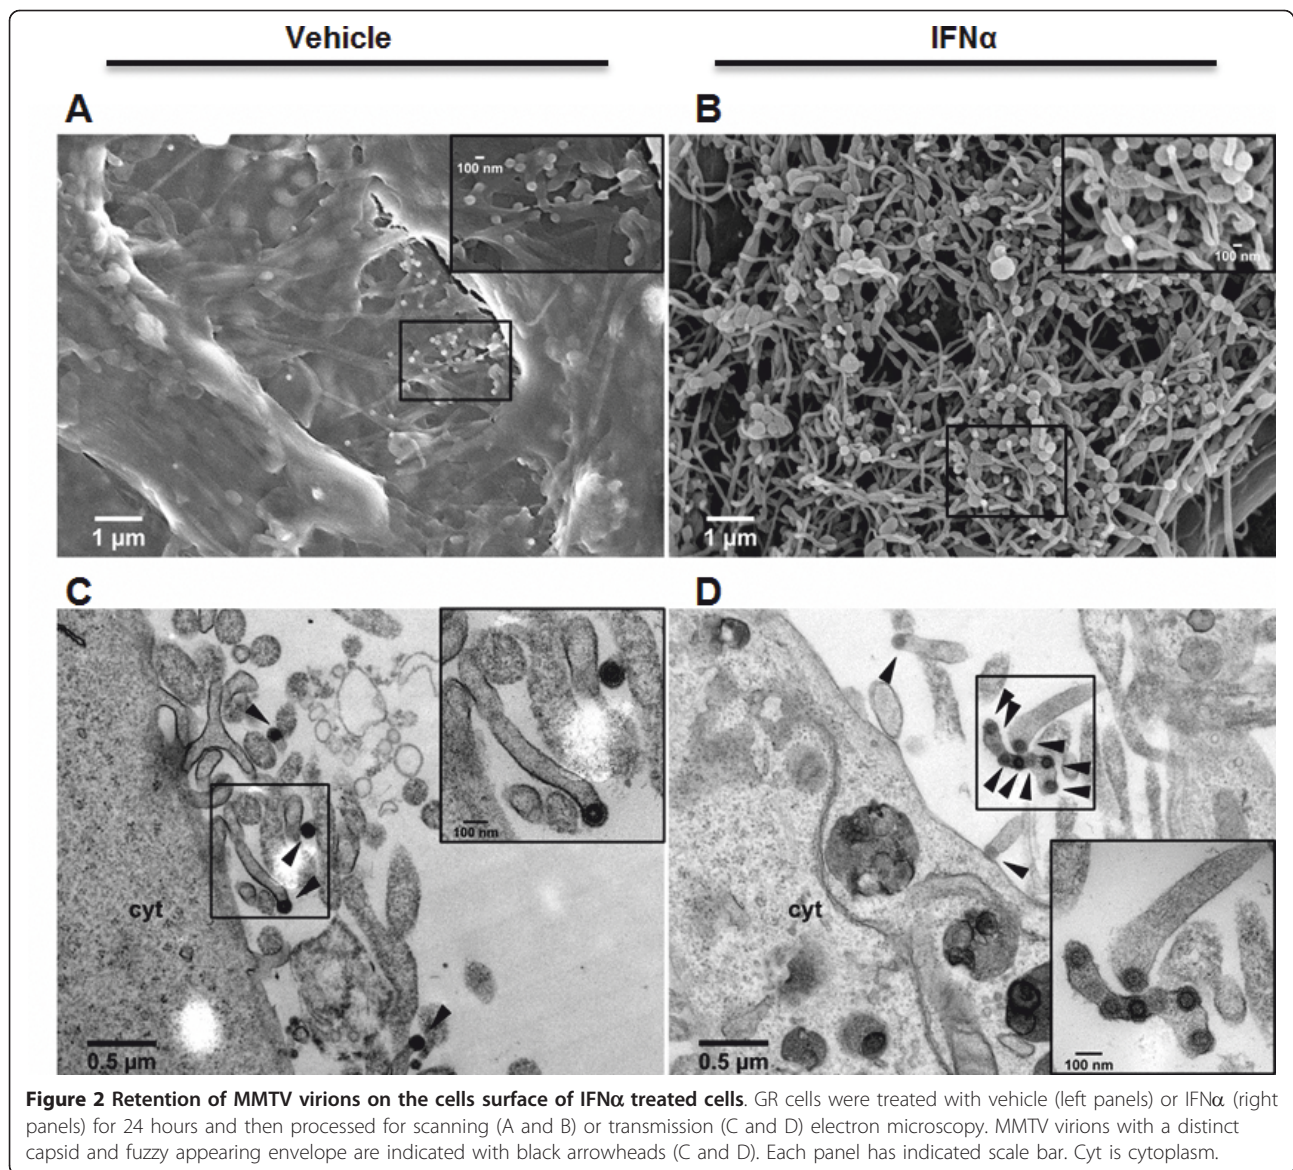 Vehicle
IFNα
A
B
100 nm
100 nm
1 µm
1 µm
C
D
100 nm
cyt
cyt
0.5 µm
0.5 µm
100 nm
Figure 2 Retention of MMTV virions on the cells surface of IFNα treated cells. GR cells were treated with vehicle (left panels) or IFNα (right
panels) for 24 hours and then processed for scanning (A and B) or transmission (C and D) electron microscopy. MMTV virions with a distinct
capsid and fuzzy appearing envelope are indicated with black arrowheads (C and D). Each panel has indicated scale bar. Cyt is cytoplasm.